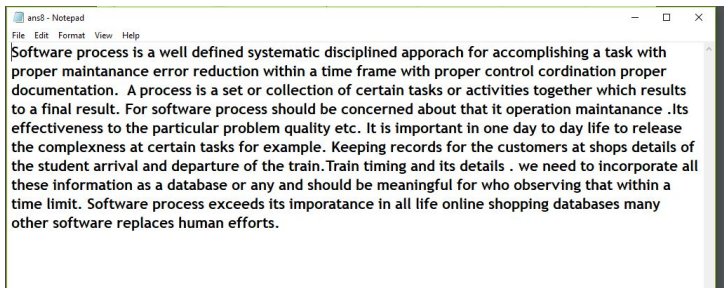 ans8 - Notepad
File Edit Format View Help
Software process is a well defined systematic disciplined apporach for accomplishing a task with
proper maintanance error reduction within a time frame with proper control cordination proper
documentation.  A process is a set or collection of certain tasks or activities together which results
to a final result. For software process should be concerned about that it operation maintanance .Its
effectiveness to the particular problem quality etc. It is important in one day to day life to release
the complexness at certain tasks for example. Keeping records for the customers at shops details of
the student arrival and departure of the train.Train timing and its details . we need to incorporate all
these information as a database or any and should be meaningful for who observing that within a
time limit. Software process exceeds its imporatance in all life online shopping databases many
other software replaces human efforts.